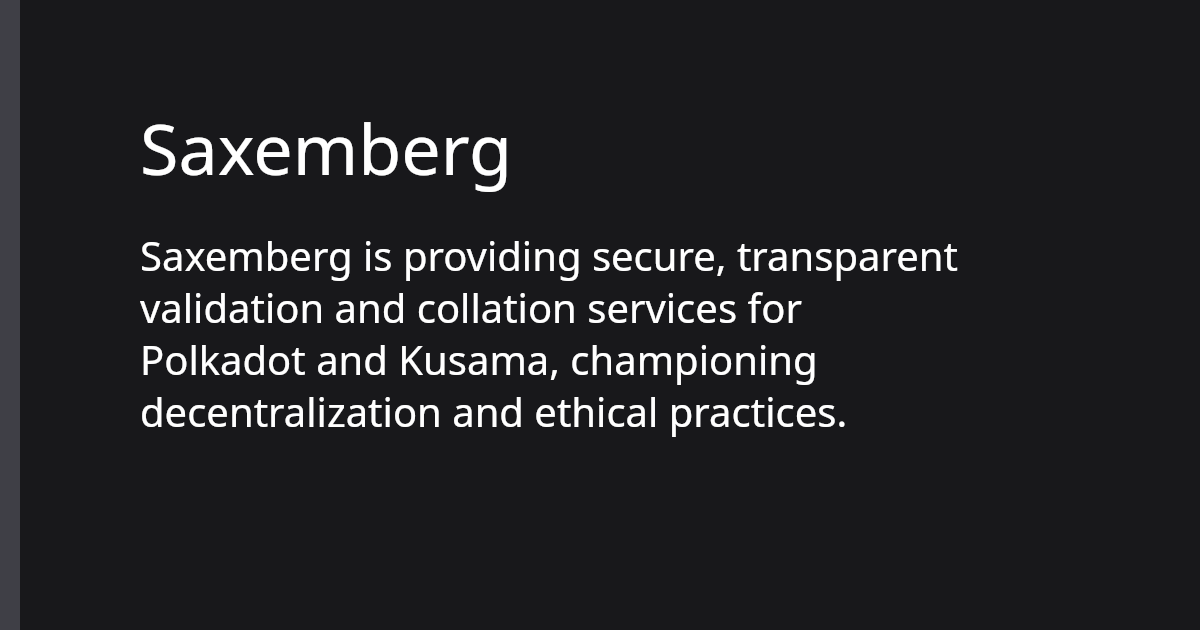 Saxemberg
Saxemberg is providing secure, transparent
validation and collation services for
Polkadot and Kusama, championing
decentralization and ethical practices.